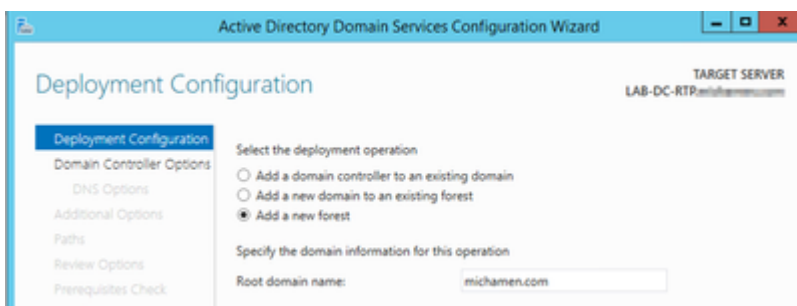 Active Directory Domain Services Configuration Wizard
Deployment Configuration
TARGET SERVER
LAB-DC-RTP
Deployment Configuration
Domain Controller Options
DNS Options
Additional Options
Paths
Review Options
Prerequisites Check
Select the deployment operation
Add a domain controller to an existing domain
Add a new domain to an existing forest
Add a new forest
Specify the domain information for this operation
Root domain name: michamen.com